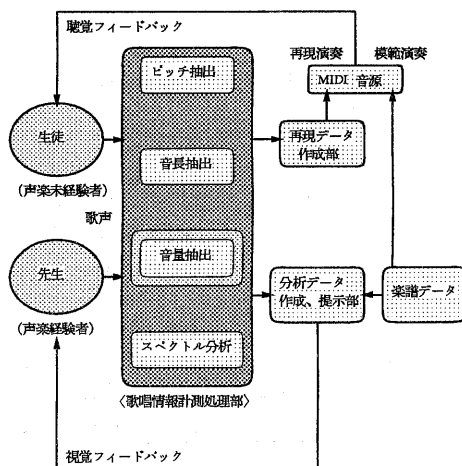 聴覚フィードバック
再現演奏
模範演奏
ピッチ抽出
MIDI 音源
生徒
再現データ
作成部
音長抽出
(声楽未経験者)
歌声
音量抽出
先生
分析データ
作成、提示部
楽譜データ
(声楽経験者)
スペクトル分析
〈歌唱情報計測処理部〉
視覚フィードバック